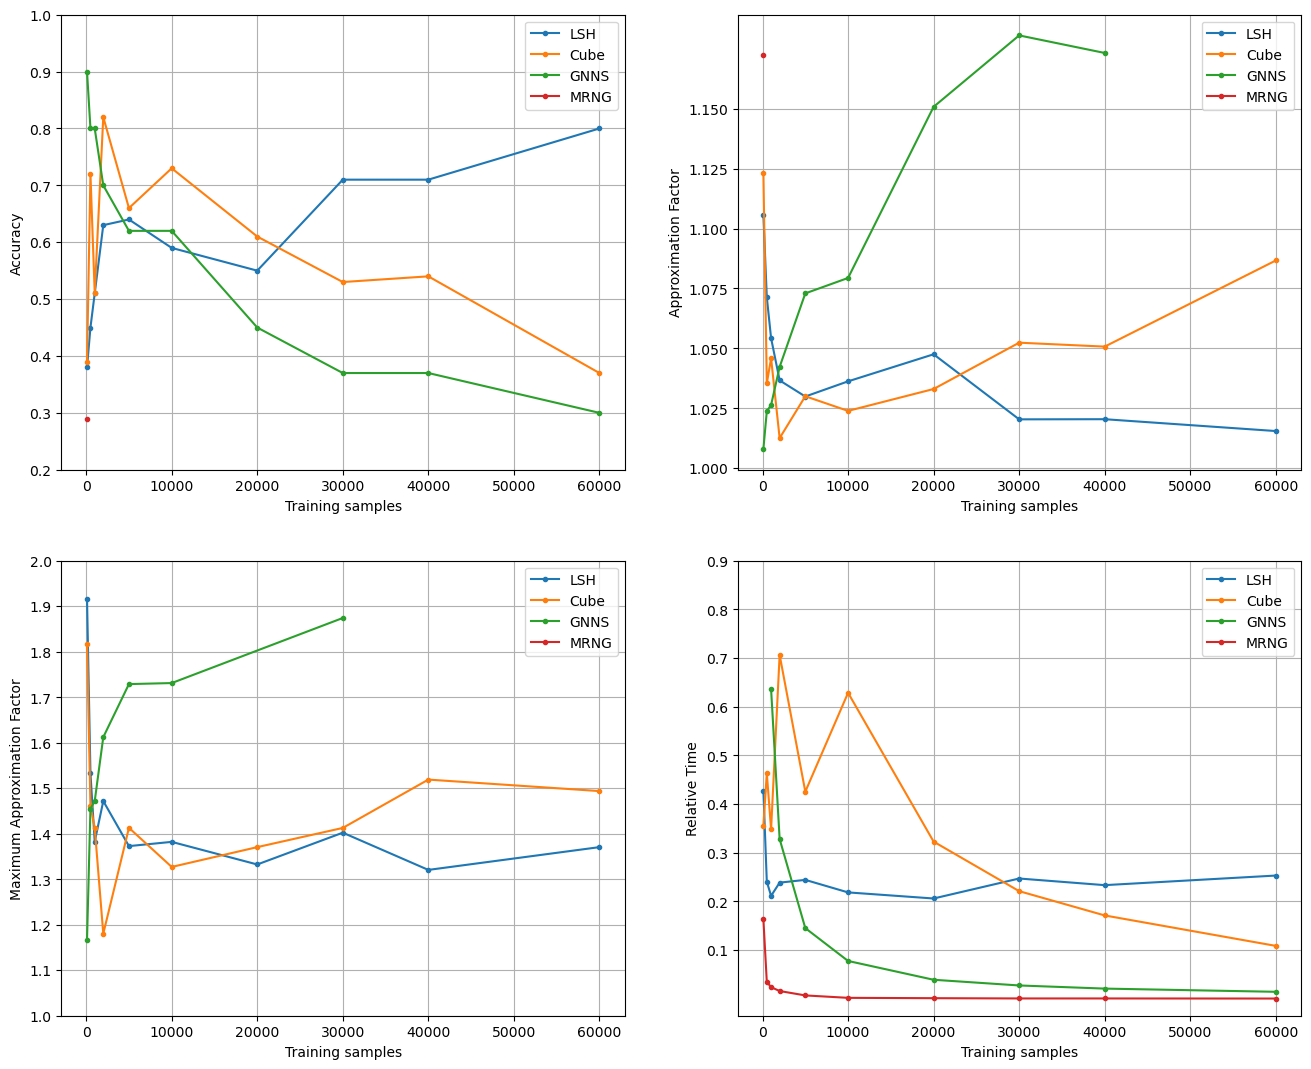 1.0
0.9
0.8
0.7
0.6
0.5
0.4
0.3
0.2
Accuracy
0 10000 20000 30000 40000 50000 60000
Training samples
LSH
Cube
GNNS
MRNG
1.150
1.125
1.100
1.075
1.050
1.025
1.000
Approximation Factor
0 10000 20000 30000 40000 50000 60000
Training samples
LSH
Cube
GNNS
MRNG
2.0
1.9
1.8
1.7
1.6
1.5
1.4
1.3
1.2
1.1
1.0
Maximum Approximation Factor
0 10000 20000 30000 40000 50000 60000
Training samples
LSH
Cube
GNNS
MRNG
0.9
0.8
0.7
0.6
0.5
0.4
0.3
0.2
0.1
Relative Time
0 10000 20000 30000 40000 50000 60000
Training samples
LSH
Cube
GNNS
MRNG